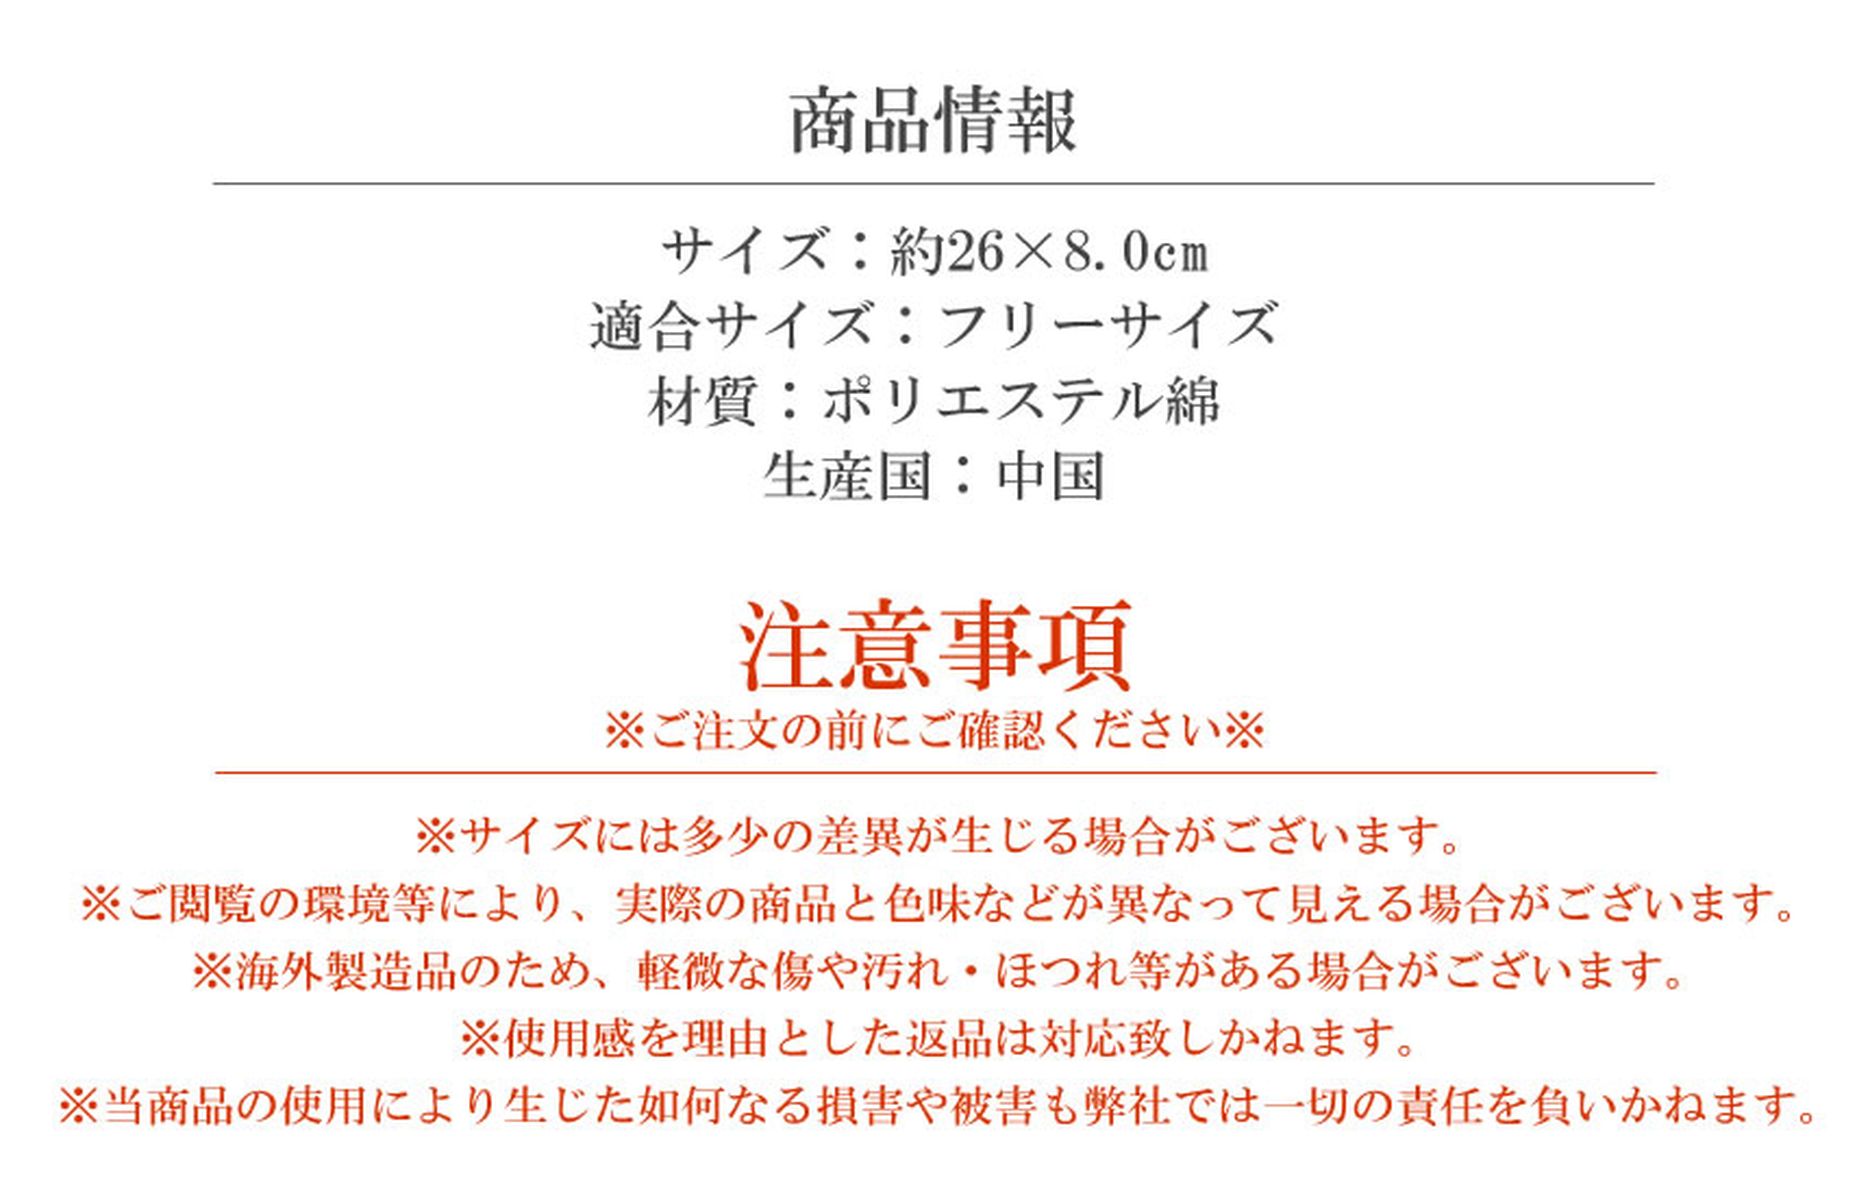 商品情報
サイズ：約26×8.0cm
適合サイズ：フリーサイズ
材質：ポリエステル綿
生産国：中国
注意事項
※ご注文の前にご確認ください※
※サイズには多少の差異が生じる場合がございます。
※ご閲覧の環境等により、実際の商品と色味などが異なって見える場合がございます。
※海外製造品のため、軽微な傷や汚れ・ほつれ等がある場合がございます。
※使用感を理由とした返品は対応致しかねます。
※当商品の使用により生じた如何なる損害や被害も弊社では一切の責任を負いかねます。